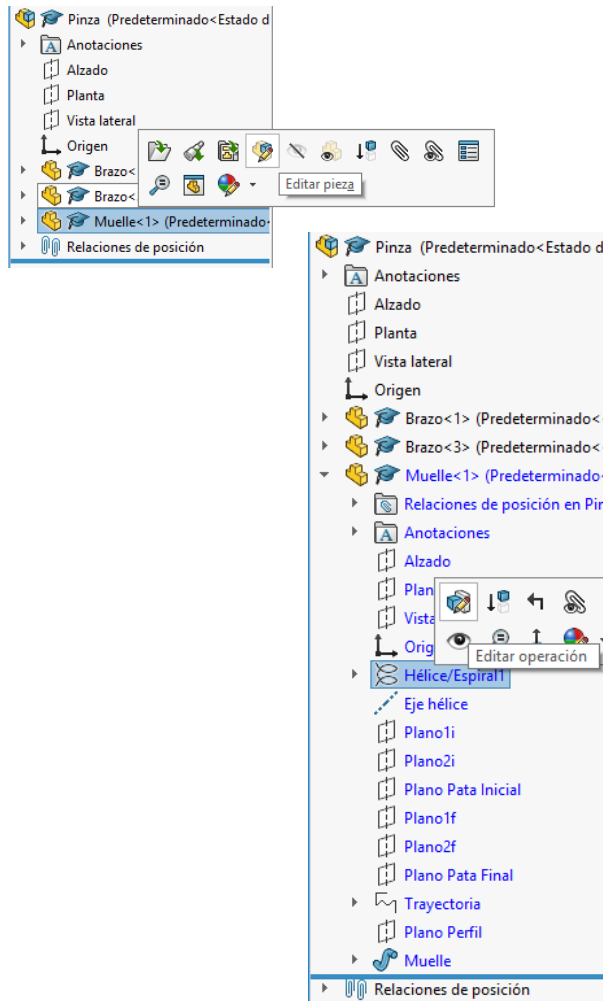 Pinza (Predeterminado<Estado d
Anotaciones
Alzado
Planta
Vista lateral
Origen
Brazo<
Brazo<
Editar pieza
Muelle<1> (Predeterminado<
Relaciones de posición
Pinza (Predeterminado<Estado d
Anotaciones
Alzado
Planta
Vista lateral
Origen
Brazo<1> (Predeterminado<
Brazo<3> (Predeterminado<
Muelle<1> (Predeterminado<
Relaciones de posición en Pin
Anotaciones
Alzado
Plan
Vista
Orig
Editar operación
Hélice/Espiral1
Eje hélice
Plano1i
Plano2i
Plano Pata Inicial
Plano1f
Plano2f
Plano Pata Final
Trayectoria
Plano Perfil
Muelle
Relaciones de posición